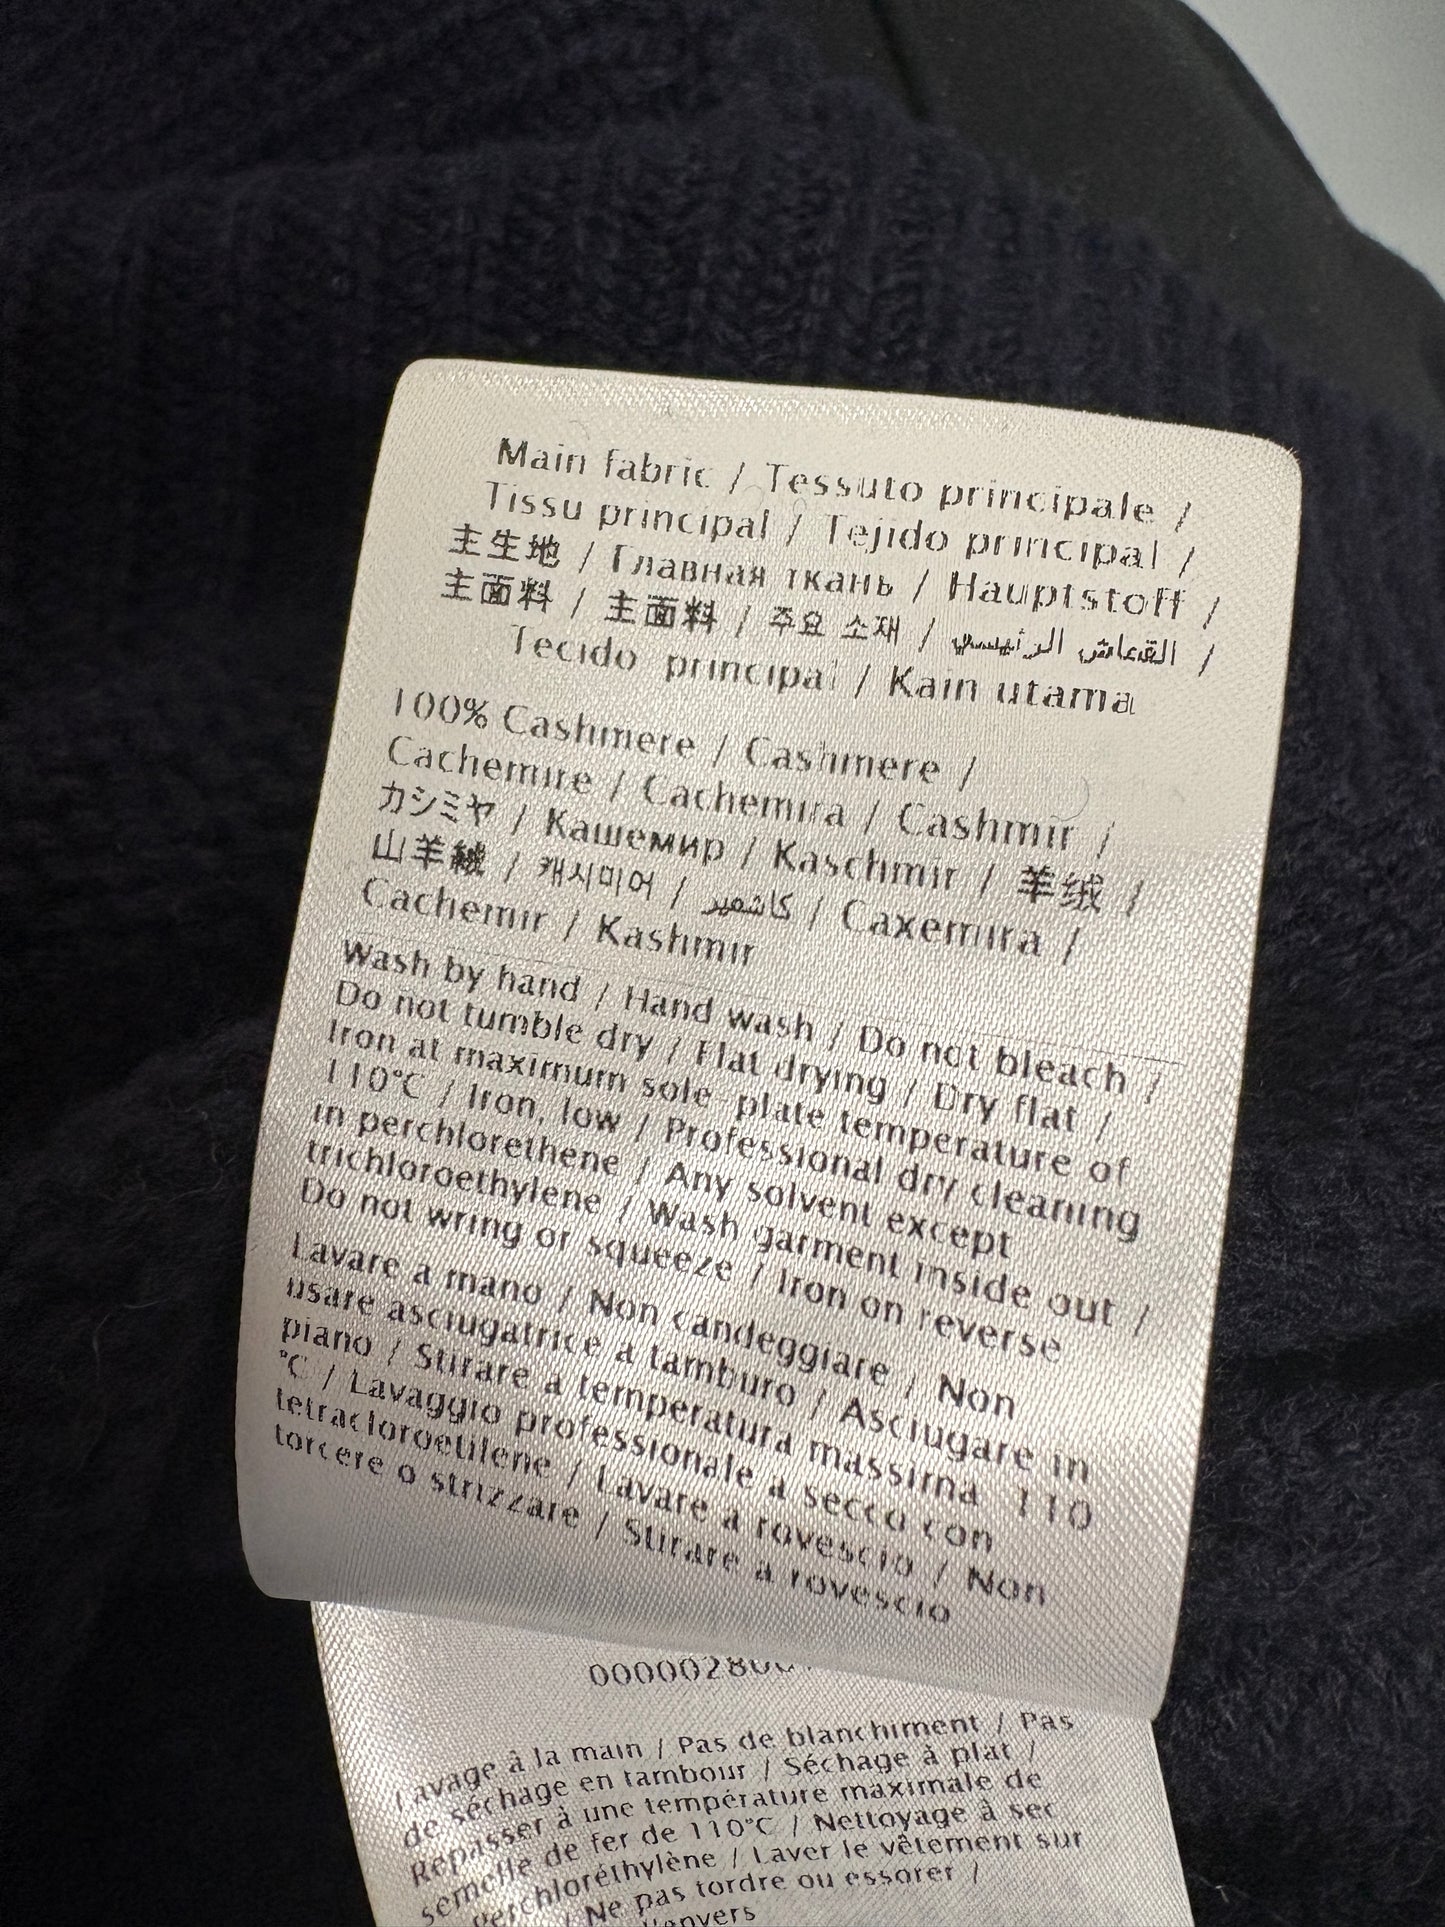 Main fabric / Tessuto principale /
Tissu principal / Tejido principal /
主生地 / Главная ткань / Hauptstoff /
主面料 / 主面料 / 주요 소재 / القماش الرئيسي /
Tecido principal / Kain utama
100% Cashmere / Cashmere /
Cachemire / Cachemira / Cashmir /
カシミヤ / Кашемир / Kaschmir / 羊绒 /
山羊絨 / 캐시미어 / كاشمير / Caxemira /
Cachemir / Kashmir
Wash by hand / Hand wash / Do not bleach /
Do not tumble dry / Flat drying / Dry flat /
Iron at maximum sole-plate temperature of
110°C / Iron, low / Professional dry cleaning
in perchlorethene / Any solvent except
trichloroethylene / Wash garment inside out /
Do not wring or squeeze / Iron on reverse
Lavare a mano / Non candeggiare / Non
usare asciugatrice a tamburo / Asciugare in
piano / Stirare a temperatura massima 110
°C / Lavaggio professionale a secco con
tetracloroetilene / Lavare a rovescio / Non
torcere o strizzare / Stirare a rovescio
Lavage à la main / Pas de blanchiment / Pas
de séchage en tambour / Séchage à plat /
Repasser à une température maximale de
semelle de fer de 110°C / Nettoyage à sec
perchloréthylène / Laver le vêtement sur
/ Ne pas tordre ou essorer /
l'envers